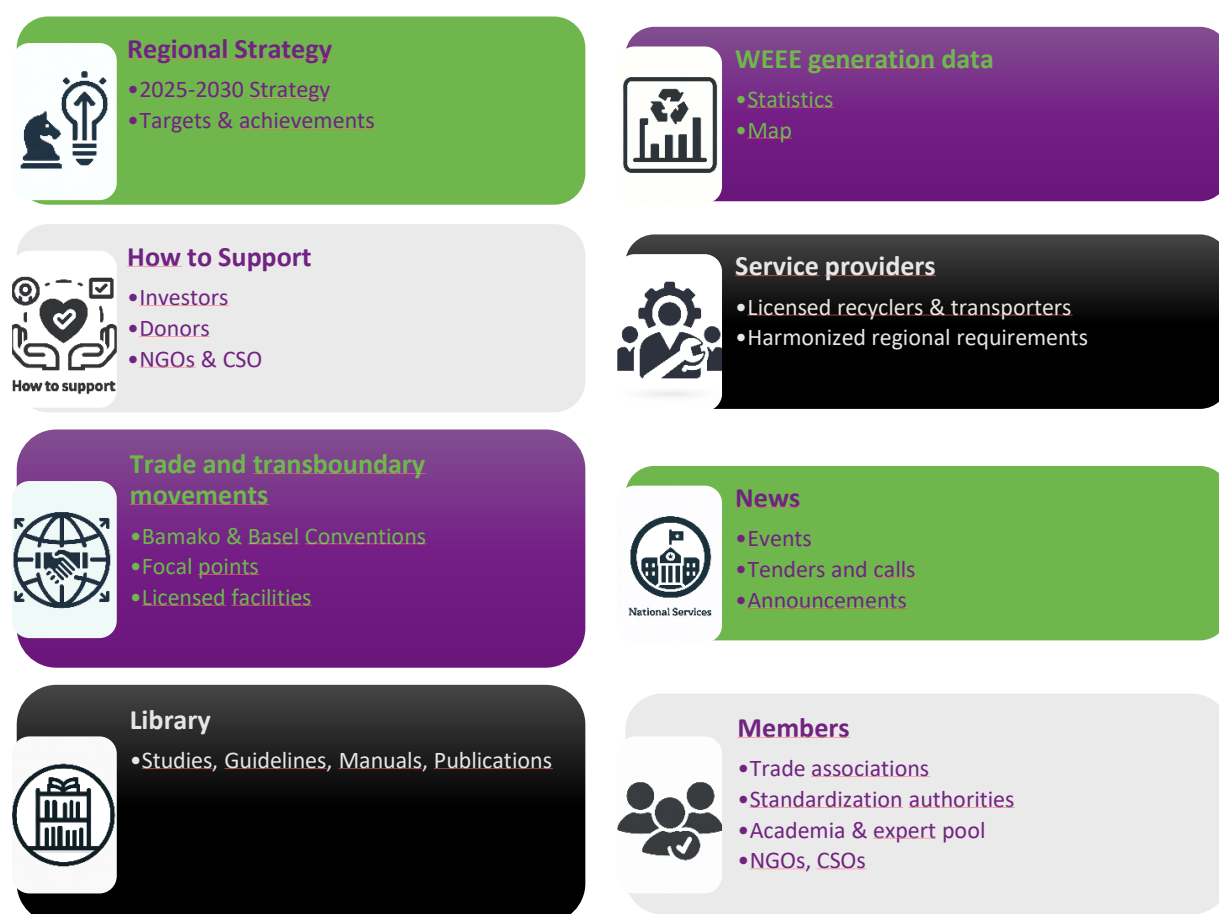 Regional Strategy
•2025-2030 Strategy
•Targets & achievements
WEEE generation data
•Statistics
•Map
How to Support
•Investors
•Donors
•NGOs & CSO
How to support
Service providers
•Licensed recyclers & transporters
•Harmonized regional requirements
Trade and transboundary
movements
•Bamako & Basel Conventions
•Focal points
•Licensed facilities
News
•Events
•Tenders and calls
•Announcements
National Services
Library
•Studies, Guidelines, Manuals, Publications
Members
•Trade associations
•Standardization authorities
•Academia & expert pool
•NGOs, CSOs